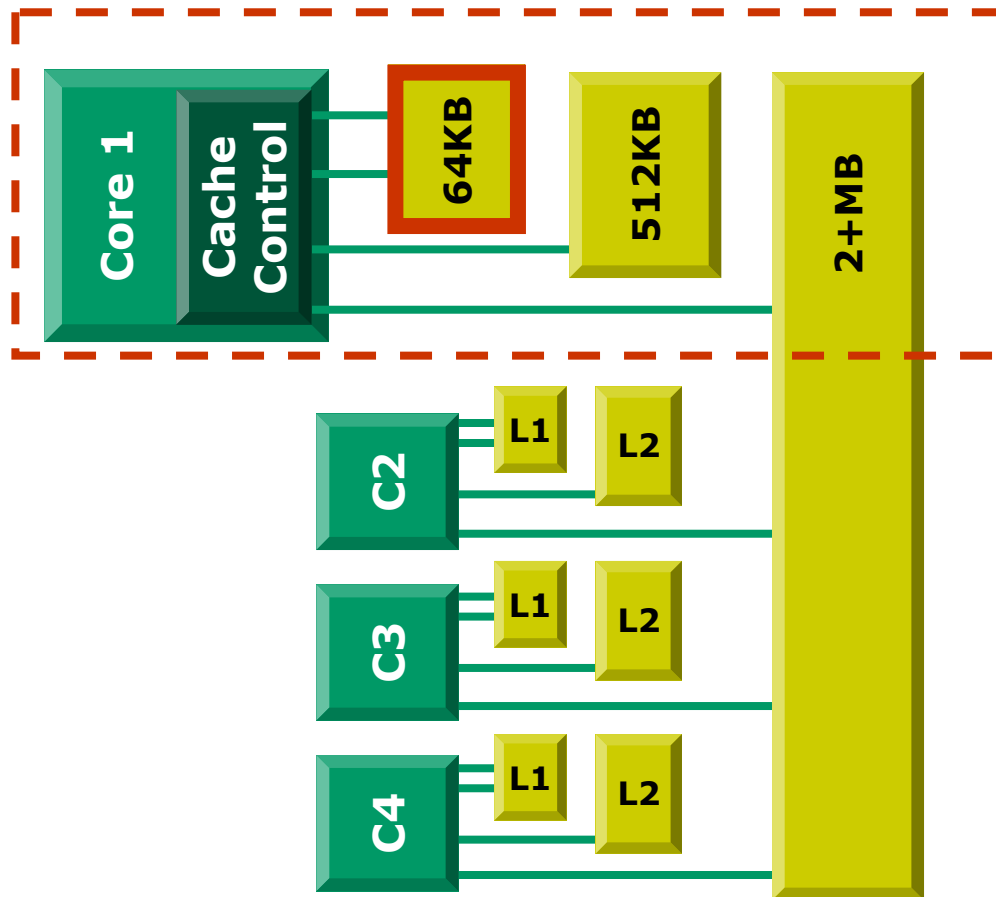 Core 1
Cache
Control
64KB
512KB
2+MB
C2
L1
L2
C3
L1
L2
C4
L1
L2